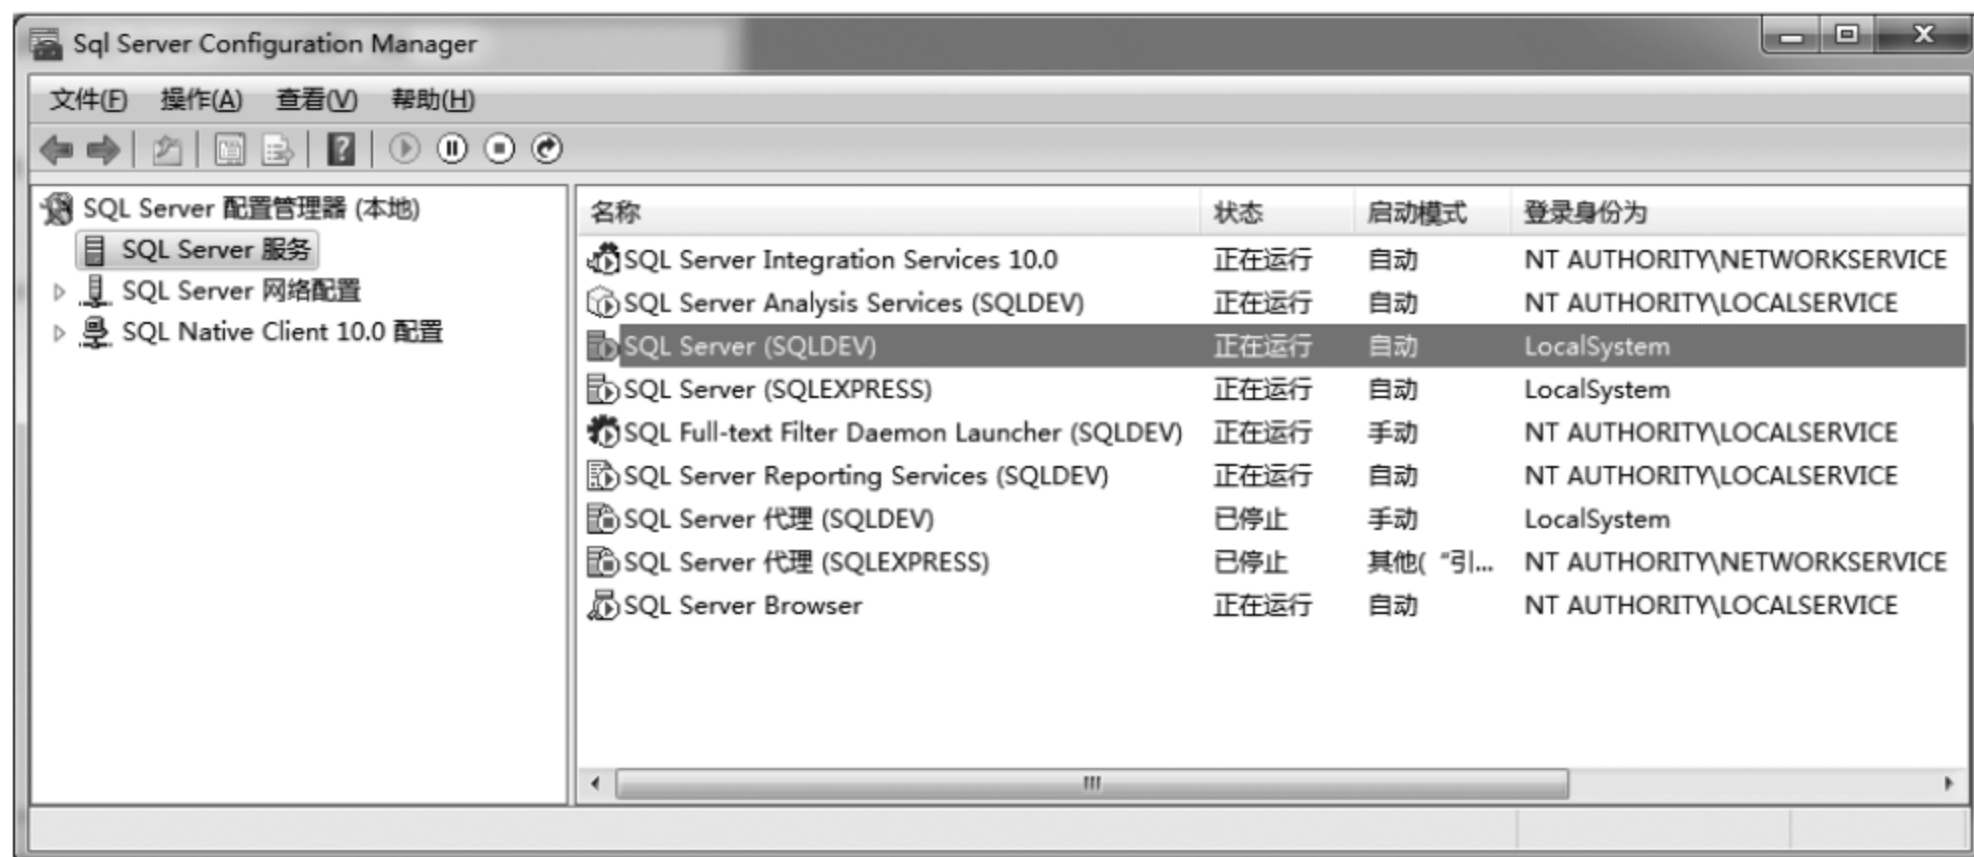 Sql Server Configuration Manager
文件(F) 操作(A) 查看(V) 帮助(H)
SQL Server 配置管理器 (本地)
SQL Server 服务
SQL Server 网络配置
SQL Native Client 10.0 配置
名称 状态 启动模式 登录身份为
SQL Server Integration Services 10.0 正在运行 自动 NT AUTHORITY\NETWORKSERVICE
SQL Server Analysis Services (SQLDEV) 正在运行 自动 NT AUTHORITY\LOCALSERVICE
SQL Server (SQLDEV) 正在运行 自动 LocalSystem
SQL Server (SQLEXPRESS) 正在运行 自动 LocalSystem
SQL Full-text Filter Daemon Launcher (SQLDEV) 正在运行 手动 NT AUTHORITY\LOCALSERVICE
SQL Server Reporting Services (SQLDEV) 正在运行 自动 NT AUTHORITY\LOCALSERVICE
SQL Server 代理 (SQLDEV) 已停止 手动 LocalSystem
SQL Server 代理 (SQLEXPRESS) 已停止 其他( “引... NT AUTHORITY\NETWORKSERVICE
SQL Server Browser 正在运行 自动 NT AUTHORITY\LOCALSERVICE